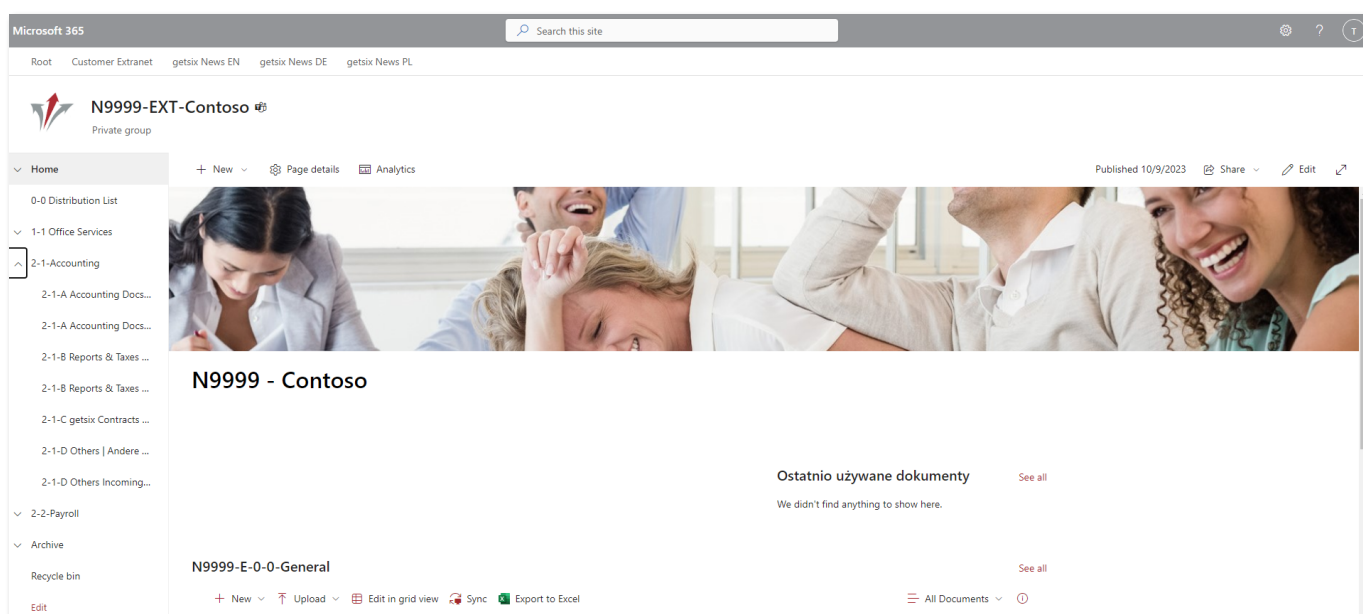 Microsoft 365
Search this site
? T
Root Customer Extranet getsix News EN getsix News DE getsix News PL
N9999-EXT-Contoso
Private group
Home
0-0 Distribution List
1-1 Office Services
2-1-Accounting
2-1-A Accounting Docs...
2-1-A Accounting Docs...
2-1-B Reports & Taxes ...
2-1-B Reports & Taxes ...
2-1-C getsix Contracts ...
2-1-D Others | Andere ...
2-1-D Others Incoming...
2-2-Payroll
Archive
Recycle bin
Edit
+ New Page details Analytics
Published 10/9/2023 Share Edit
N9999 - Contoso
Ostatnio używane dokumenty See all
We didn't find anything to show here.
N9999-E-0-0-General See all
+ New Upload Edit in grid view Sync Export to Excel All Documents